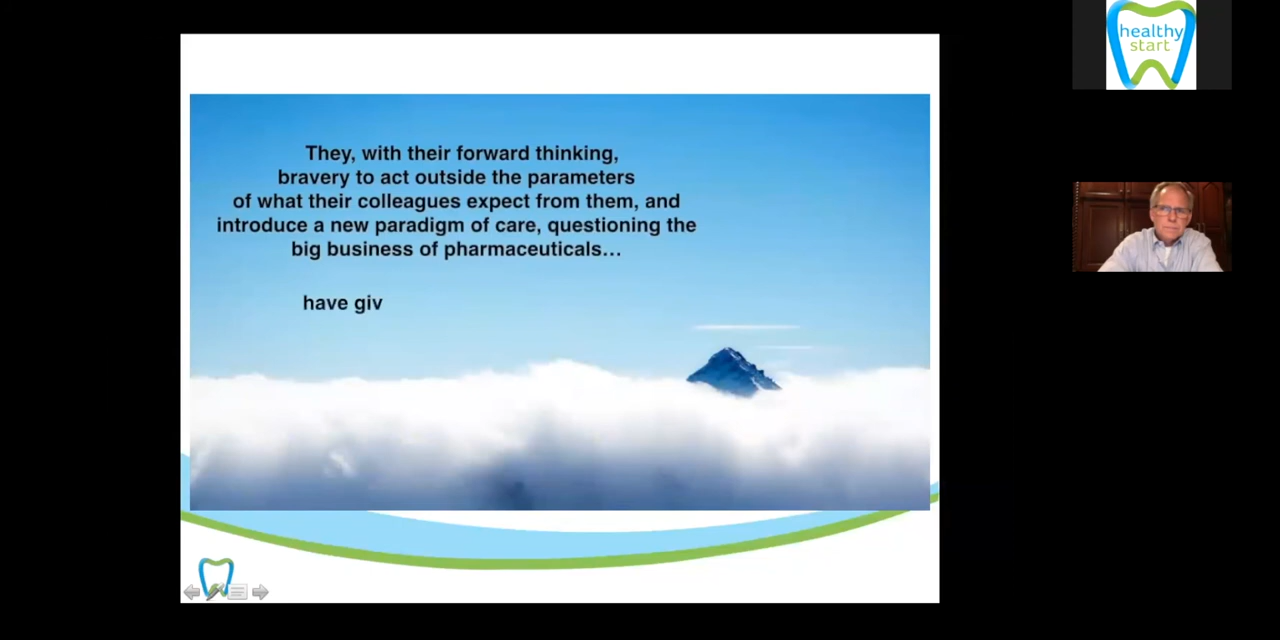 They, with their forward thinking,
bravery to act outside the parameters
of what their colleagues expect from them, and
introduce a new paradigm of care, questioning the
big business of pharmaceuticals…
have giv
healthy
start